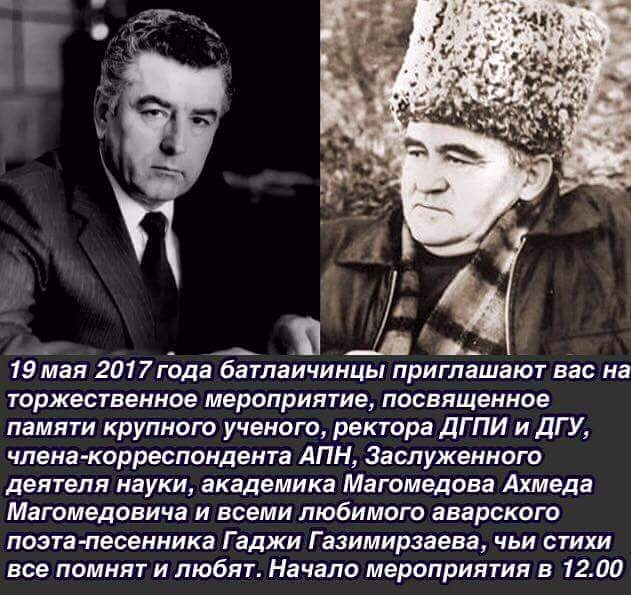 19 мая 2017 года батлаичинцы приглашают вас на
торжественное мероприятие, посвященное
памяти крупного ученого, ректора ДГПИ и ДГУ,
члена-корреспондента АПН, Заслуженного
деятеля науки, академика Магомедова Ахмеда
Магомедовича и всеми любимого аварского
поэта-песенника Гаджи Газимирзаева, чьи стихи
все помнят и любят. Начало мероприятия в 12.00